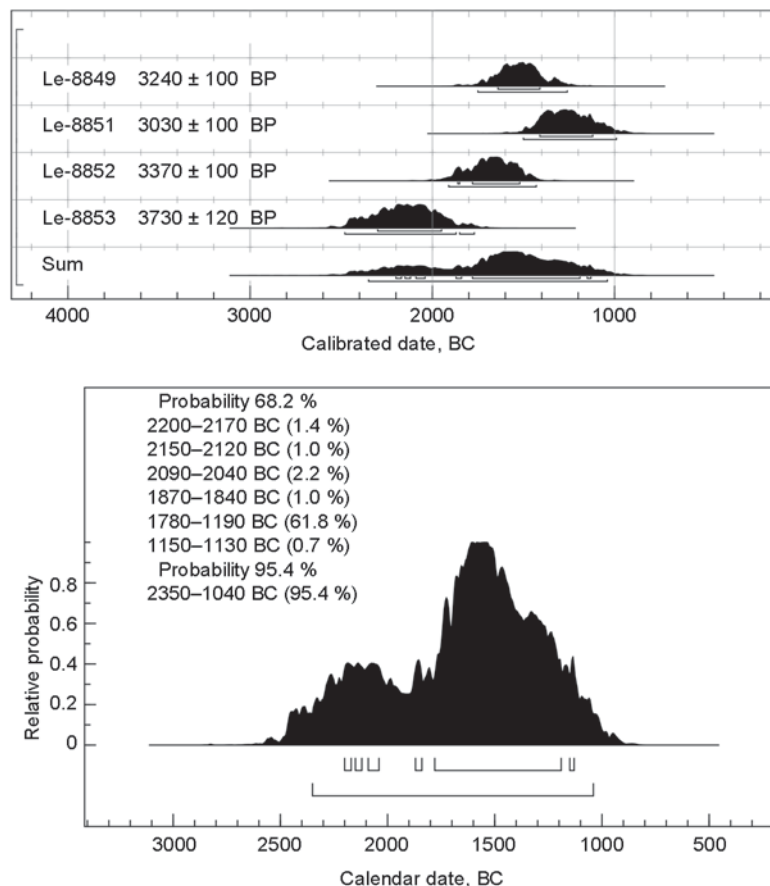 Le-8849 3240 ± 100 BP
Le-8851 3030 ± 100 BP
Le-8852 3370 ± 100 BP
Le-8853 3730 ± 120 BP
Sum
4000 3000 2000 1000
Calibrated date, BC
Probability 68.2 %
2200–2170 BC (1.4 %)
2150–2120 BC (1.0 %)
2090–2040 BC (2.2 %)
1870–1840 BC (1.0 %)
1780–1190 BC (61.8 %)
1150–1130 BC (0.7 %)
Probability 95.4 %
2350–1040 BC (95.4 %)
Relative probability
0.8
0.6
0.4
0.2
0
3000 2500 2000 1500 1000 500
Calendar date, BC